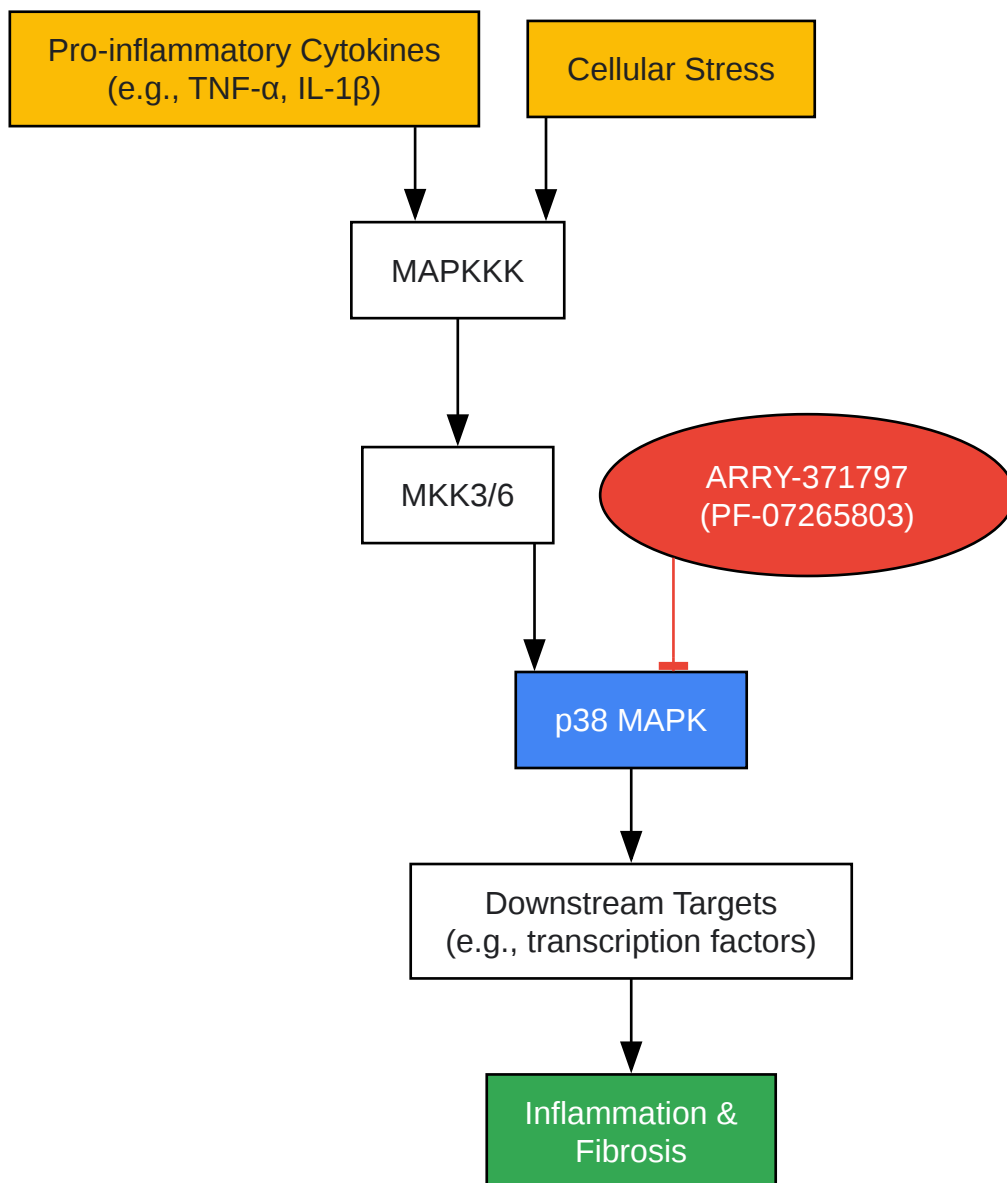 Pro-inflammatory Cytokines
(e.g., TNF-α, IL-1β)
Cellular Stress
MAPKKK
MKK3/6
ARRY-371797
(PF-07265803)
p38 MAPK
Downstream Targets
(e.g., transcription factors)
Inflammation &
Fibrosis